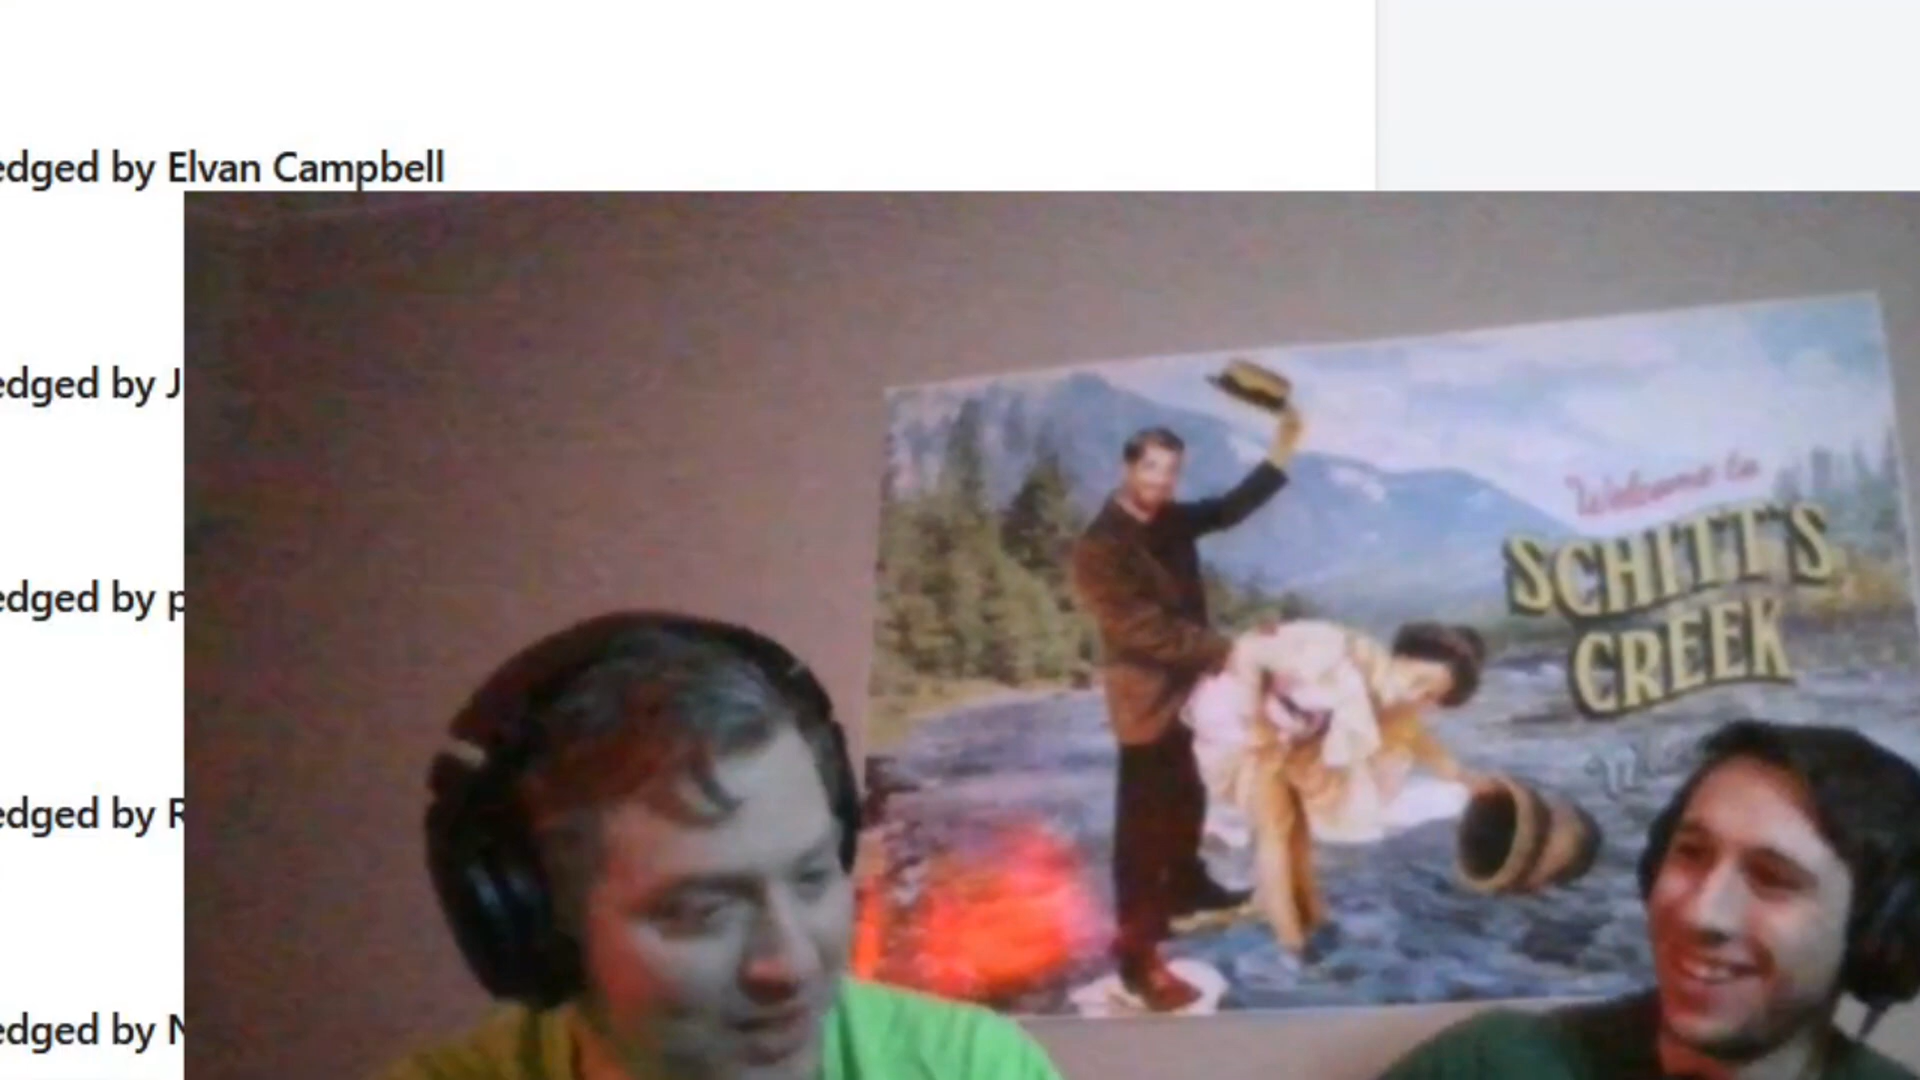 edged by Elvan Campbell
edged by J
edged by p
edged by R
edged by N
Welcome to
SCHITT'S
CREEK